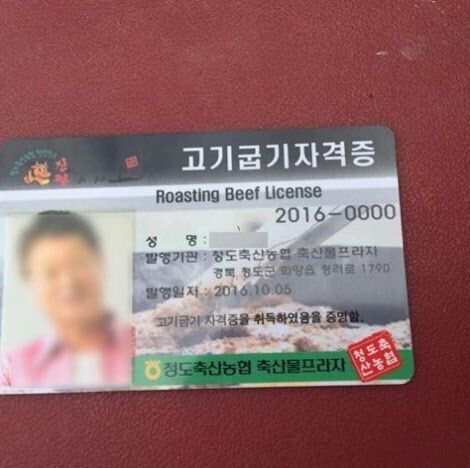 고기굽기자격증
Roasting Beef License
2016-0000
성 명 :
발행기관 : 청도축산농협 축산물프라자
경북 청도군 화양읍 청려로 1790
발행일자 : 2016.10.05
고기굽기 자격증을 취득하였음을 증명함.
청도축산농협 축산물프라자
청도축
산농협